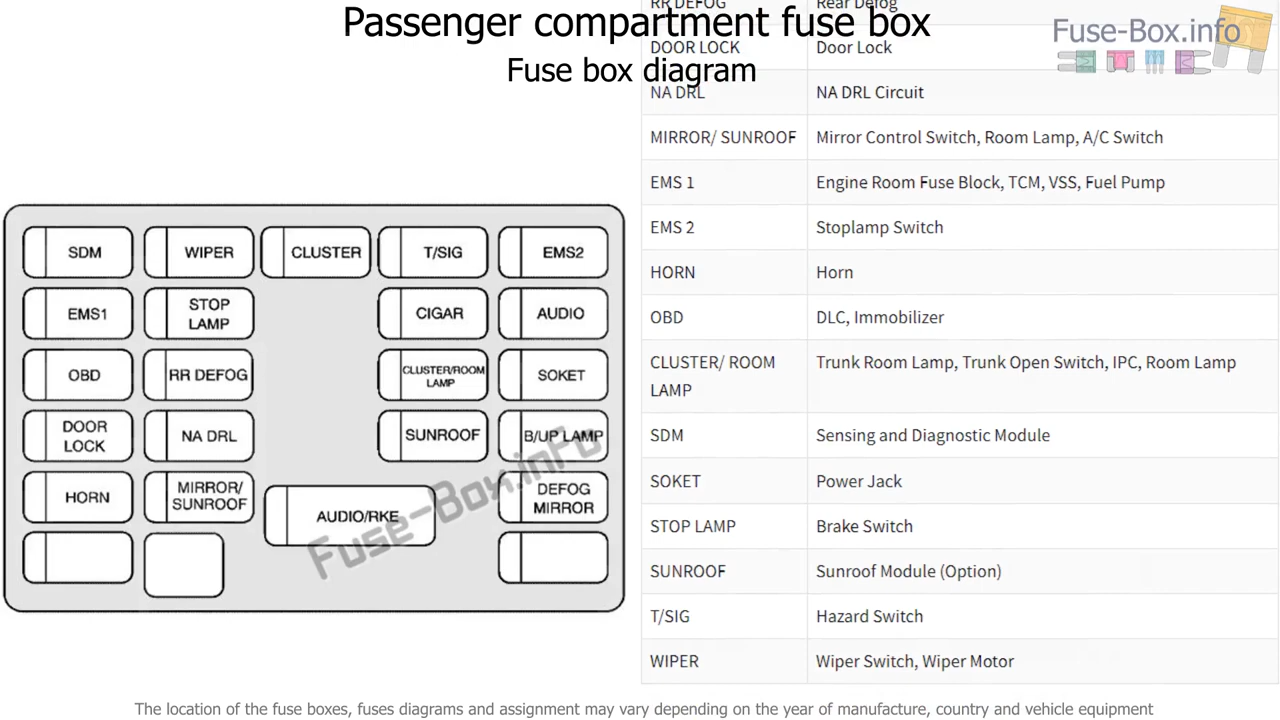 Passenger compartment fuse box
Fuse box diagram
Fuse-Box.info
SDM
WIPER
CLUSTER
T/SIG
EMS2
EMS1
STOP
LAMP
CIGAR
AUDIO
OBD
RR DEFOG
CLUSTER/ROOM
LAMP
SOKET
DOOR
LOCK
NA DRL
SUNROOF
B/UP LAMP
HORN
MIRROR/
SUNROOF
AUDIO/RKE
DEFOG
MIRROR
Fuse-Box.inFo
RR DEFOG Rear Defog
DOOR LOCK Door Lock
NA DRL NA DRL Circuit
MIRROR/ SUNROOF Mirror Control Switch, Room Lamp, A/C Switch
EMS 1 Engine Room Fuse Block, TCM, VSS, Fuel Pump
EMS 2 Stoplamp Switch
HORN Horn
OBD DLC, Immobilizer
CLUSTER/ ROOM Trunk Room Lamp, Trunk Open Switch, IPC, Room Lamp
LAMP
SDM Sensing and Diagnostic Module
SOKET Power Jack
STOP LAMP Brake Switch
SUNROOF Sunroof Module (Option)
T/SIG Hazard Switch
WIPER Wiper Switch, Wiper Motor
The location of the fuse boxes, fuses diagrams and assignment may vary depending on the year of manufacture, country and vehicle equipment